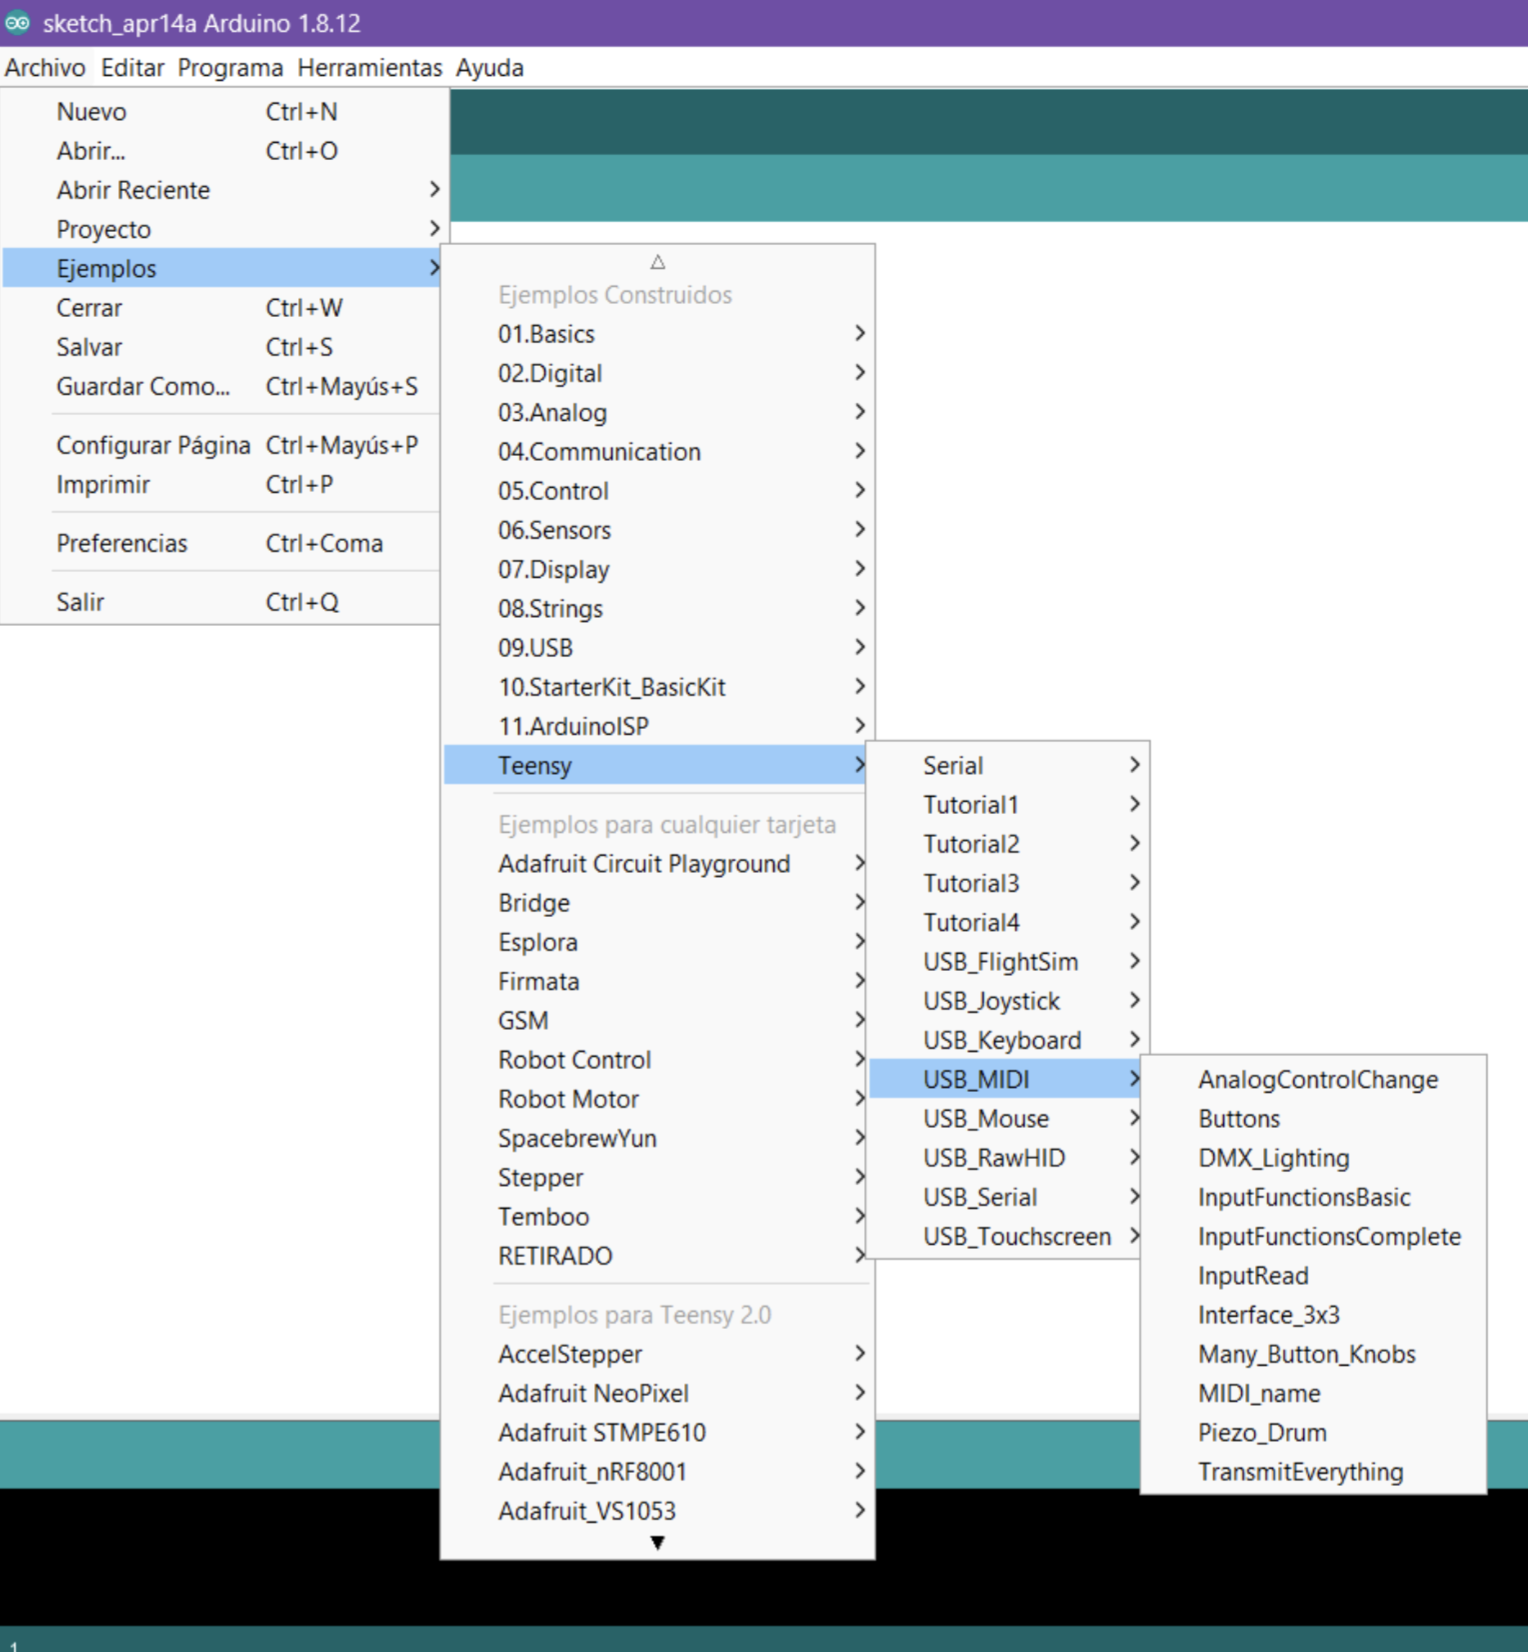 sketch_apr14a Arduino 1.8.12
Archivo Editar Programa Herramientas Ayuda
Nuevo Ctrl+N
Abrir... Ctrl+O
Abrir Reciente
Proyecto
Ejemplos
Cerrar Ctrl+W
Salvar Ctrl+S
Guardar Como... Ctrl+Mayús+S
Configurar Página Ctrl+Mayús+P
Imprimir Ctrl+P
Preferencias Ctrl+Coma
Salir Ctrl+Q
Ejemplos Construidos
01.Basics
02.Digital
03.Analog
04.Communication
05.Control
06.Sensors
07.Display
08.Strings
09.USB
10.StarterKit_BasicKit
11.ArduinoISP
Teensy
Ejemplos para cualquier tarjeta
Adafruit Circuit Playground
Bridge
Esplora
Firmata
GSM
Robot Control
Robot Motor
SpacebrewYun
Stepper
Temboo
RETIRADO
Ejemplos para Teensy 2.0
AccelStepper
Adafruit NeoPixel
Adafruit STMPE610
Adafruit_nRF8001
Adafruit_VS1053
Serial
Tutorial1
Tutorial2
Tutorial3
Tutorial4
USB_FlightSim
USB_Joystick
USB_Keyboard
USB_MIDI
USB_Mouse
USB_RawHID
USB_Serial
USB_Touchscreen
AnalogControlChange
Buttons
DMX_Lighting
InputFunctionsBasic
InputFunctionsComplete
InputRead
Interface_3x3
Many_Button_Knobs
MIDI_name
Piezo_Drum
TransmitEverything
1